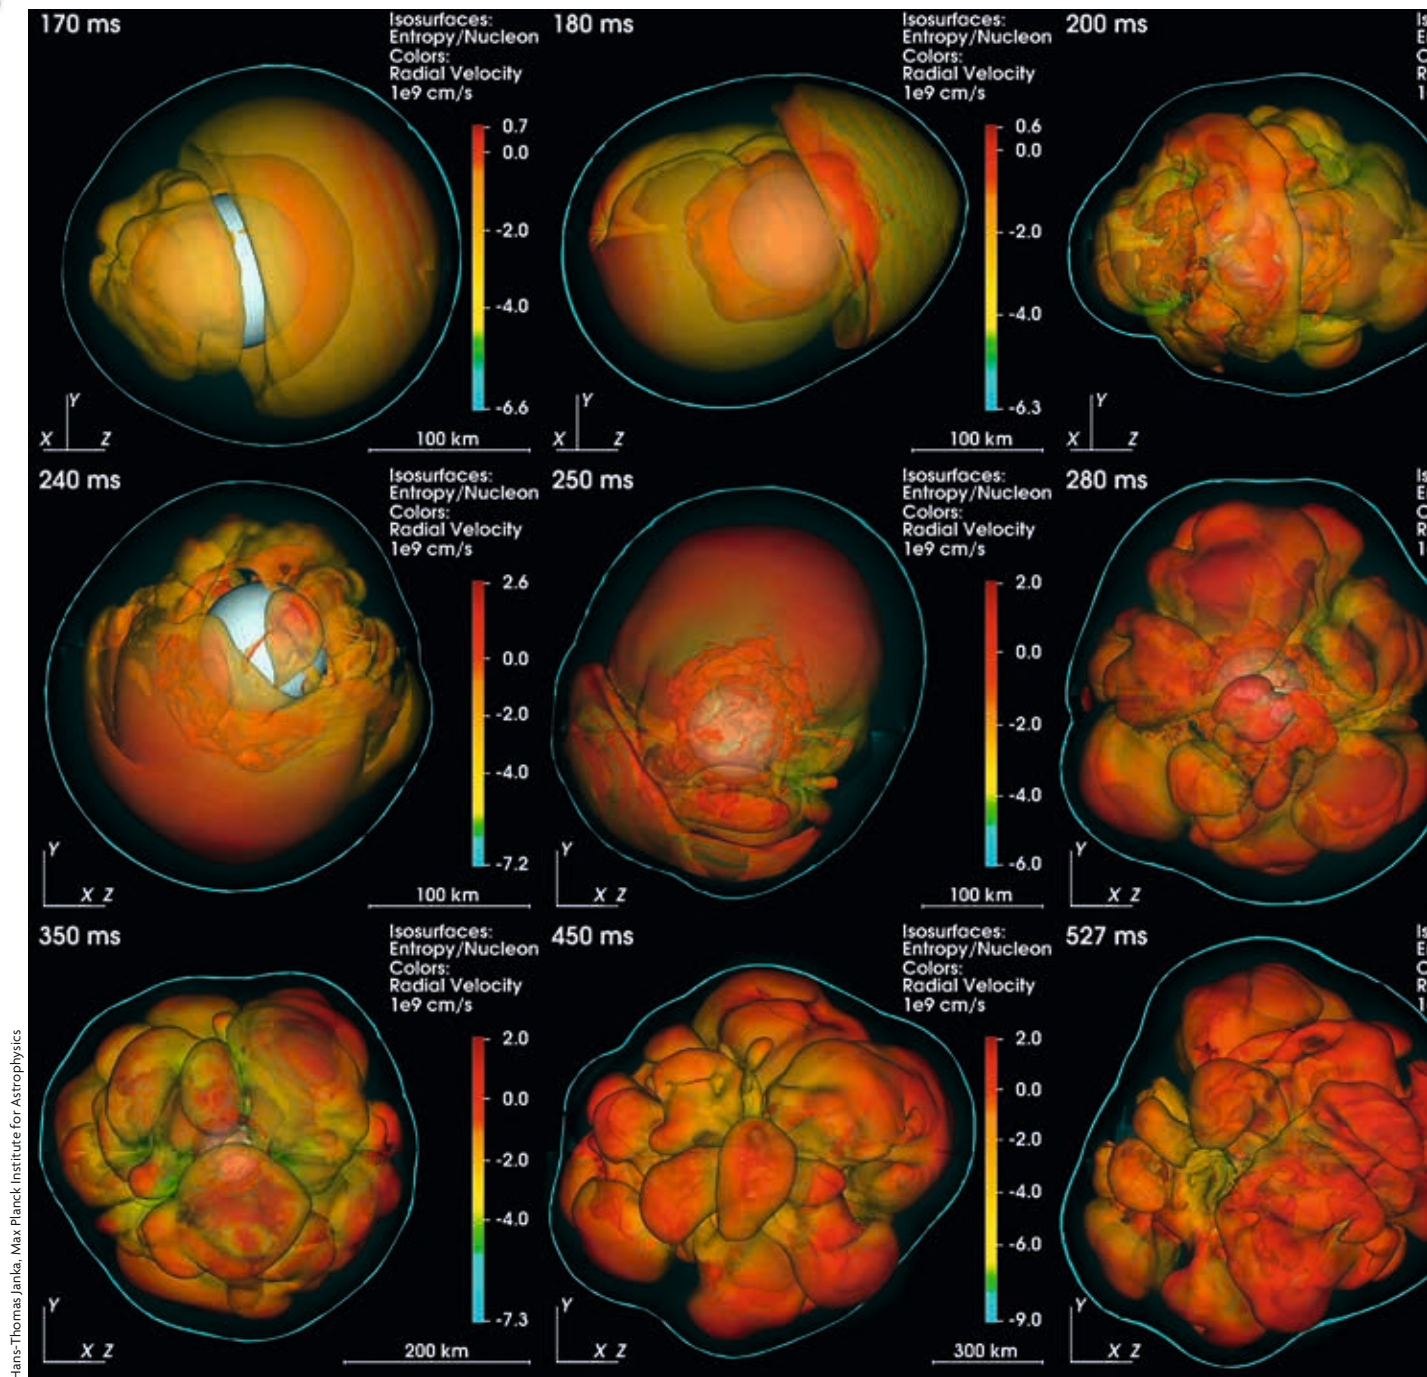 170 ms
Isosurfaces:
Entropy/Nucleon
Colors:
Radial Velocity
1e9 cm/s
0.7
0.0
-2.0
-4.0
-6.6
Y
X Z
100 km
180 ms
Isosurfaces:
Entropy/Nucleon
Colors:
Radial Velocity
1e9 cm/s
0.6
0.0
-2.0
-4.0
-6.3
Y
X Z
100 km
200 ms
Y
X Z
240 ms
Isosurfaces:
Entropy/Nucleon
Colors:
Radial Velocity
1e9 cm/s
2.6
0.0
-2.0
-4.0
-7.2
Y
X Z
100 km
250 ms
Isosurfaces:
Entropy/Nucleon
Colors:
Radial Velocity
1e9 cm/s
2.0
0.0
-2.0
-4.0
-6.0
Y
X Z
100 km
280 ms
Y
X Z
350 ms
Isosurfaces:
Entropy/Nucleon
Colors:
Radial Velocity
1e9 cm/s
2.0
0.0
-2.0
-4.0
-7.3
Y
X Z
200 km
450 ms
Isosurfaces:
Entropy/Nucleon
Colors:
Radial Velocity
1e9 cm/s
2.0
0.0
-2.0
-4.0
-6.0
-9.0
Y
X Z
300 km
527 ms
Y
X Z
Hans-Thomas Janka, Max Planck Institute for Astrophysics